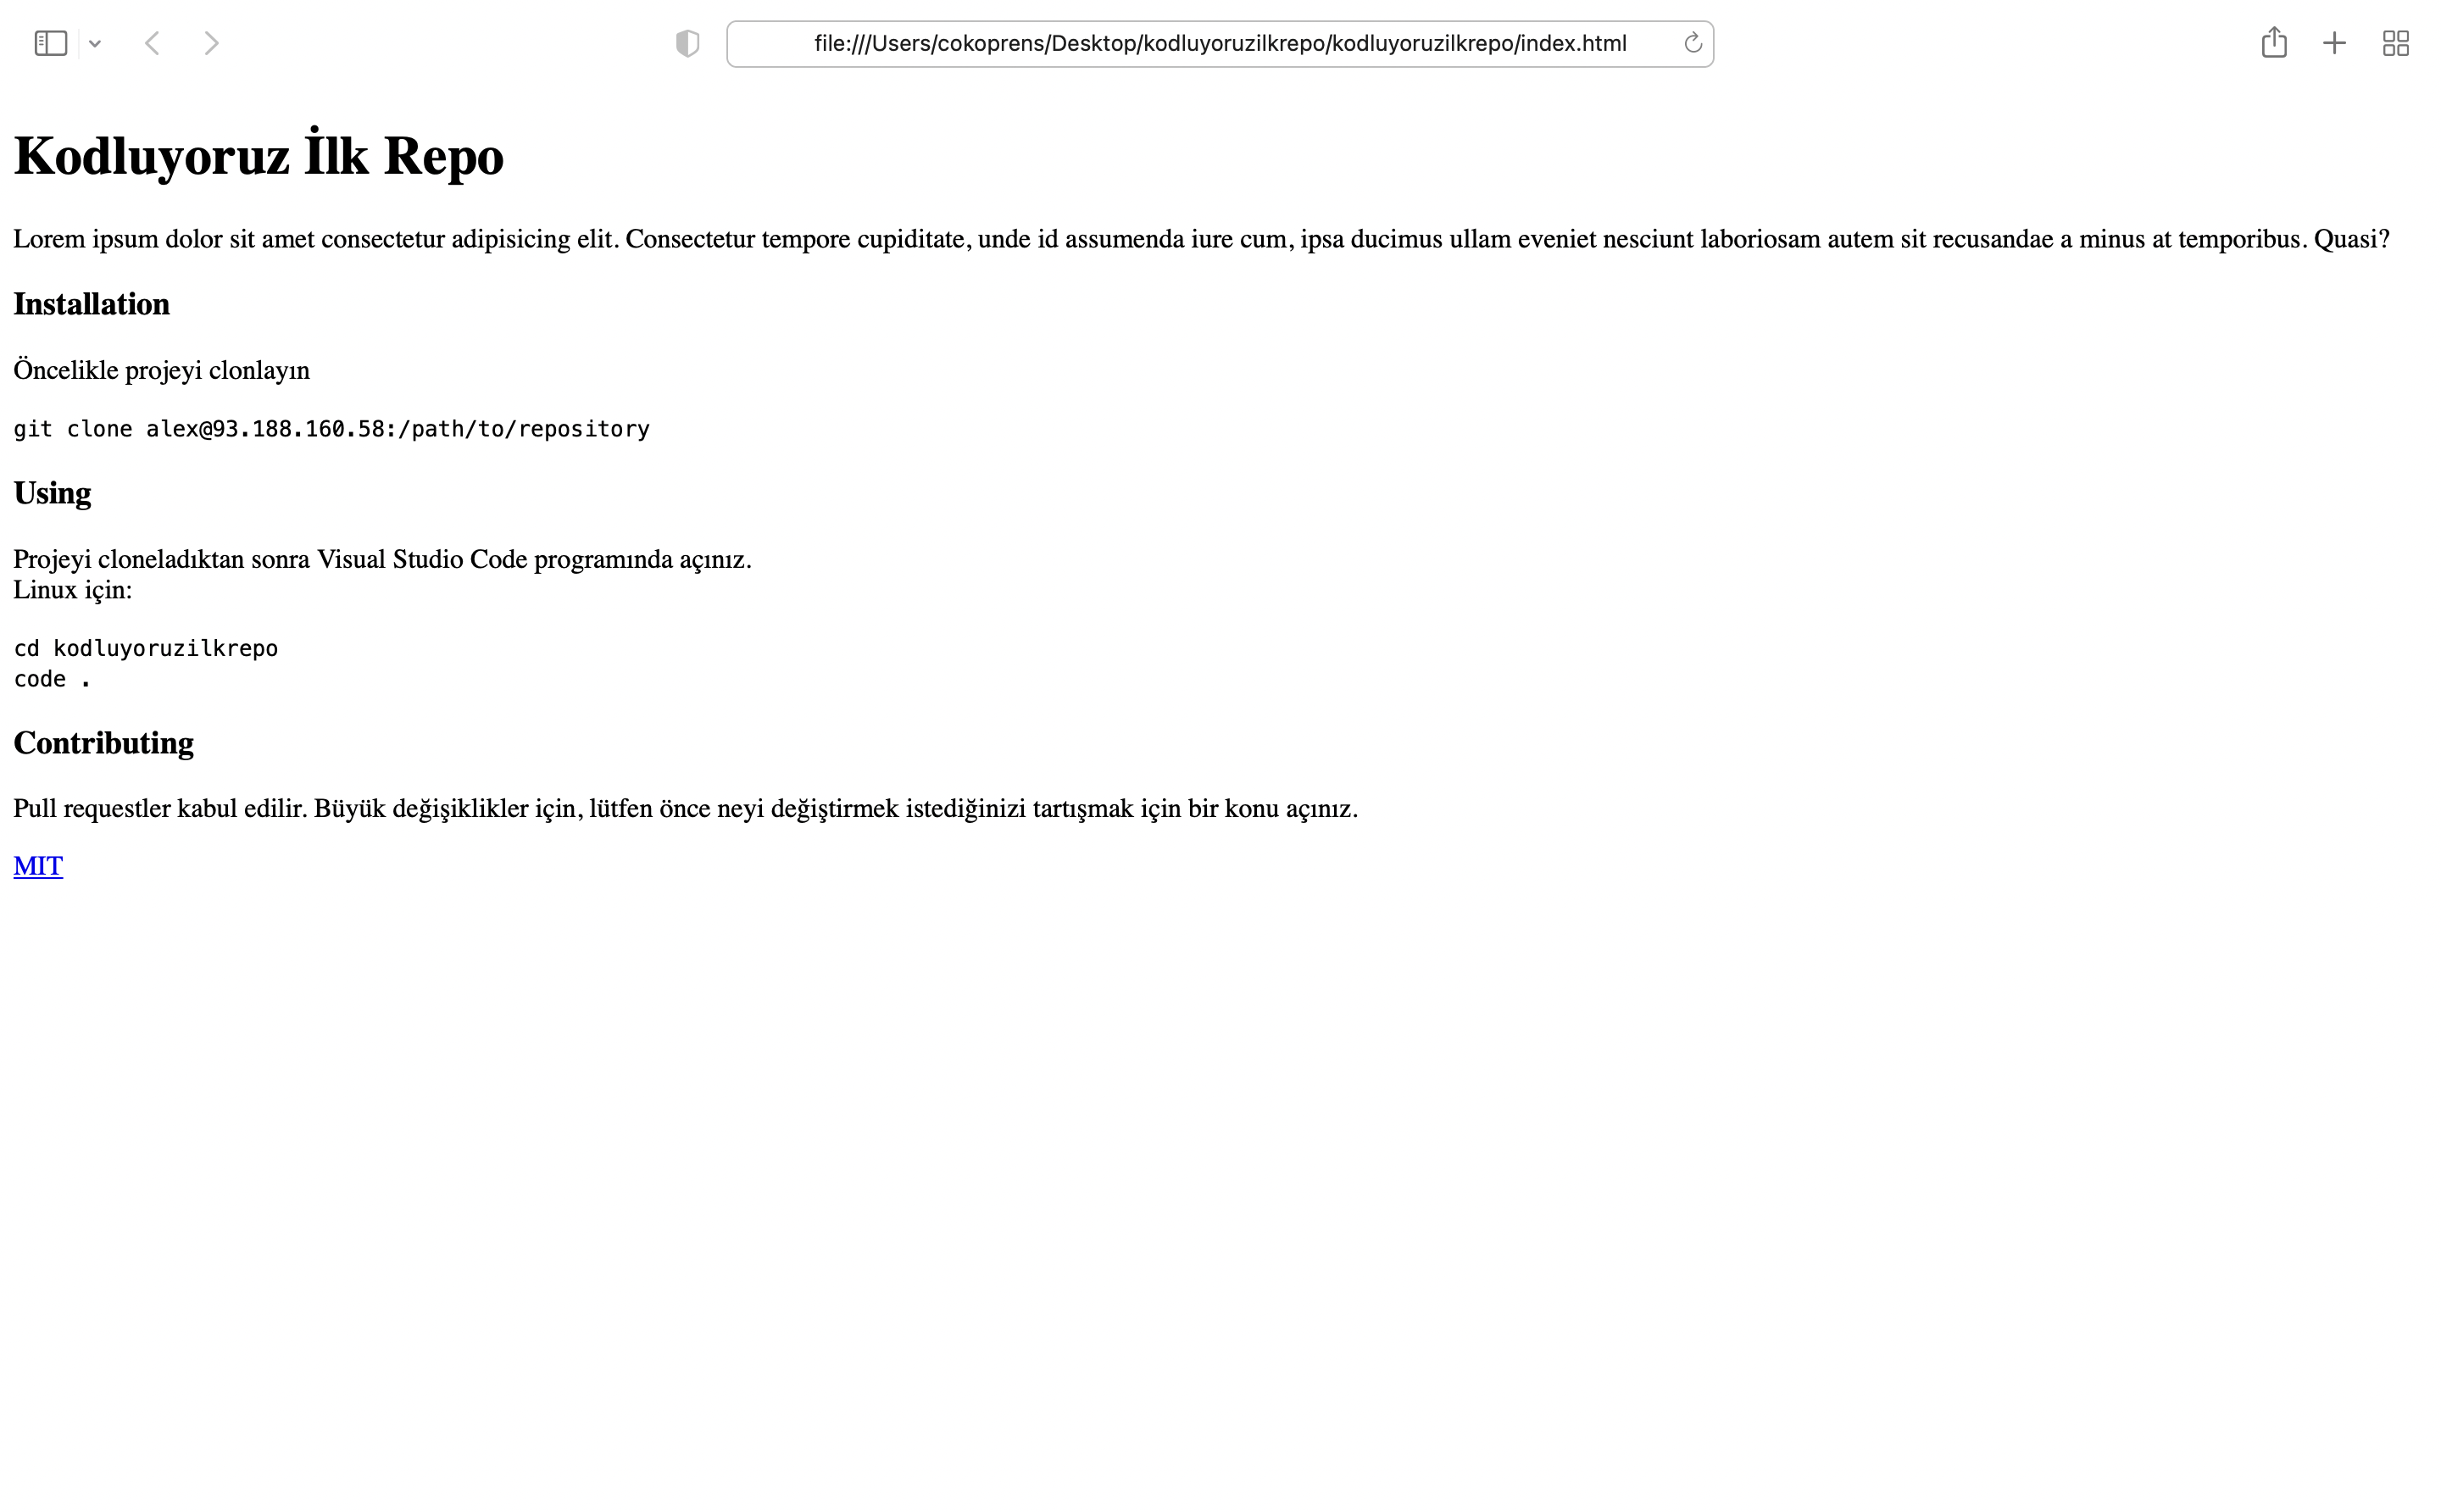 file:///Users/cokoprens/Desktop/kodluyoruzilkrepo/kodluyoruzilkrepo/index.html
Kodluyoruz İlk Repo
Lorem ipsum dolor sit amet consectetur adipisicing elit. Consectetur tempore cupiditate, unde id assumenda iure cum, ipsa ducimus ullam eveniet nesciunt laboriosam autem sit recusandae a minus at temporibus. Quasi?
Installation
Öncelikle projeyi clonlayın
git clone alex@93.188.160.58:/path/to/repository
Using
Projeyi cloneladıktan sonra Visual Studio Code programında açınız.
Linux için:
cd kodluyoruzilkrepo
code .
Contributing
Pull requestler kabul edilir. Büyük değişiklikler için, lütfen önce neyi değiştirmek istediğinizi tartışmak için bir konu açınız.
MIT